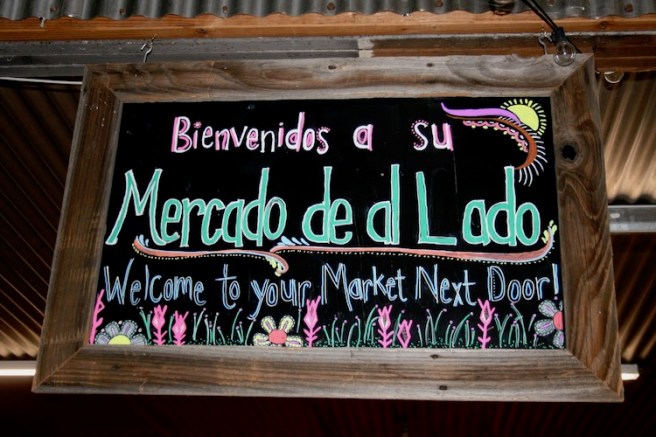 Bienvenidos a su
Mercado de al Lado
Welcome to your Market Next Door!